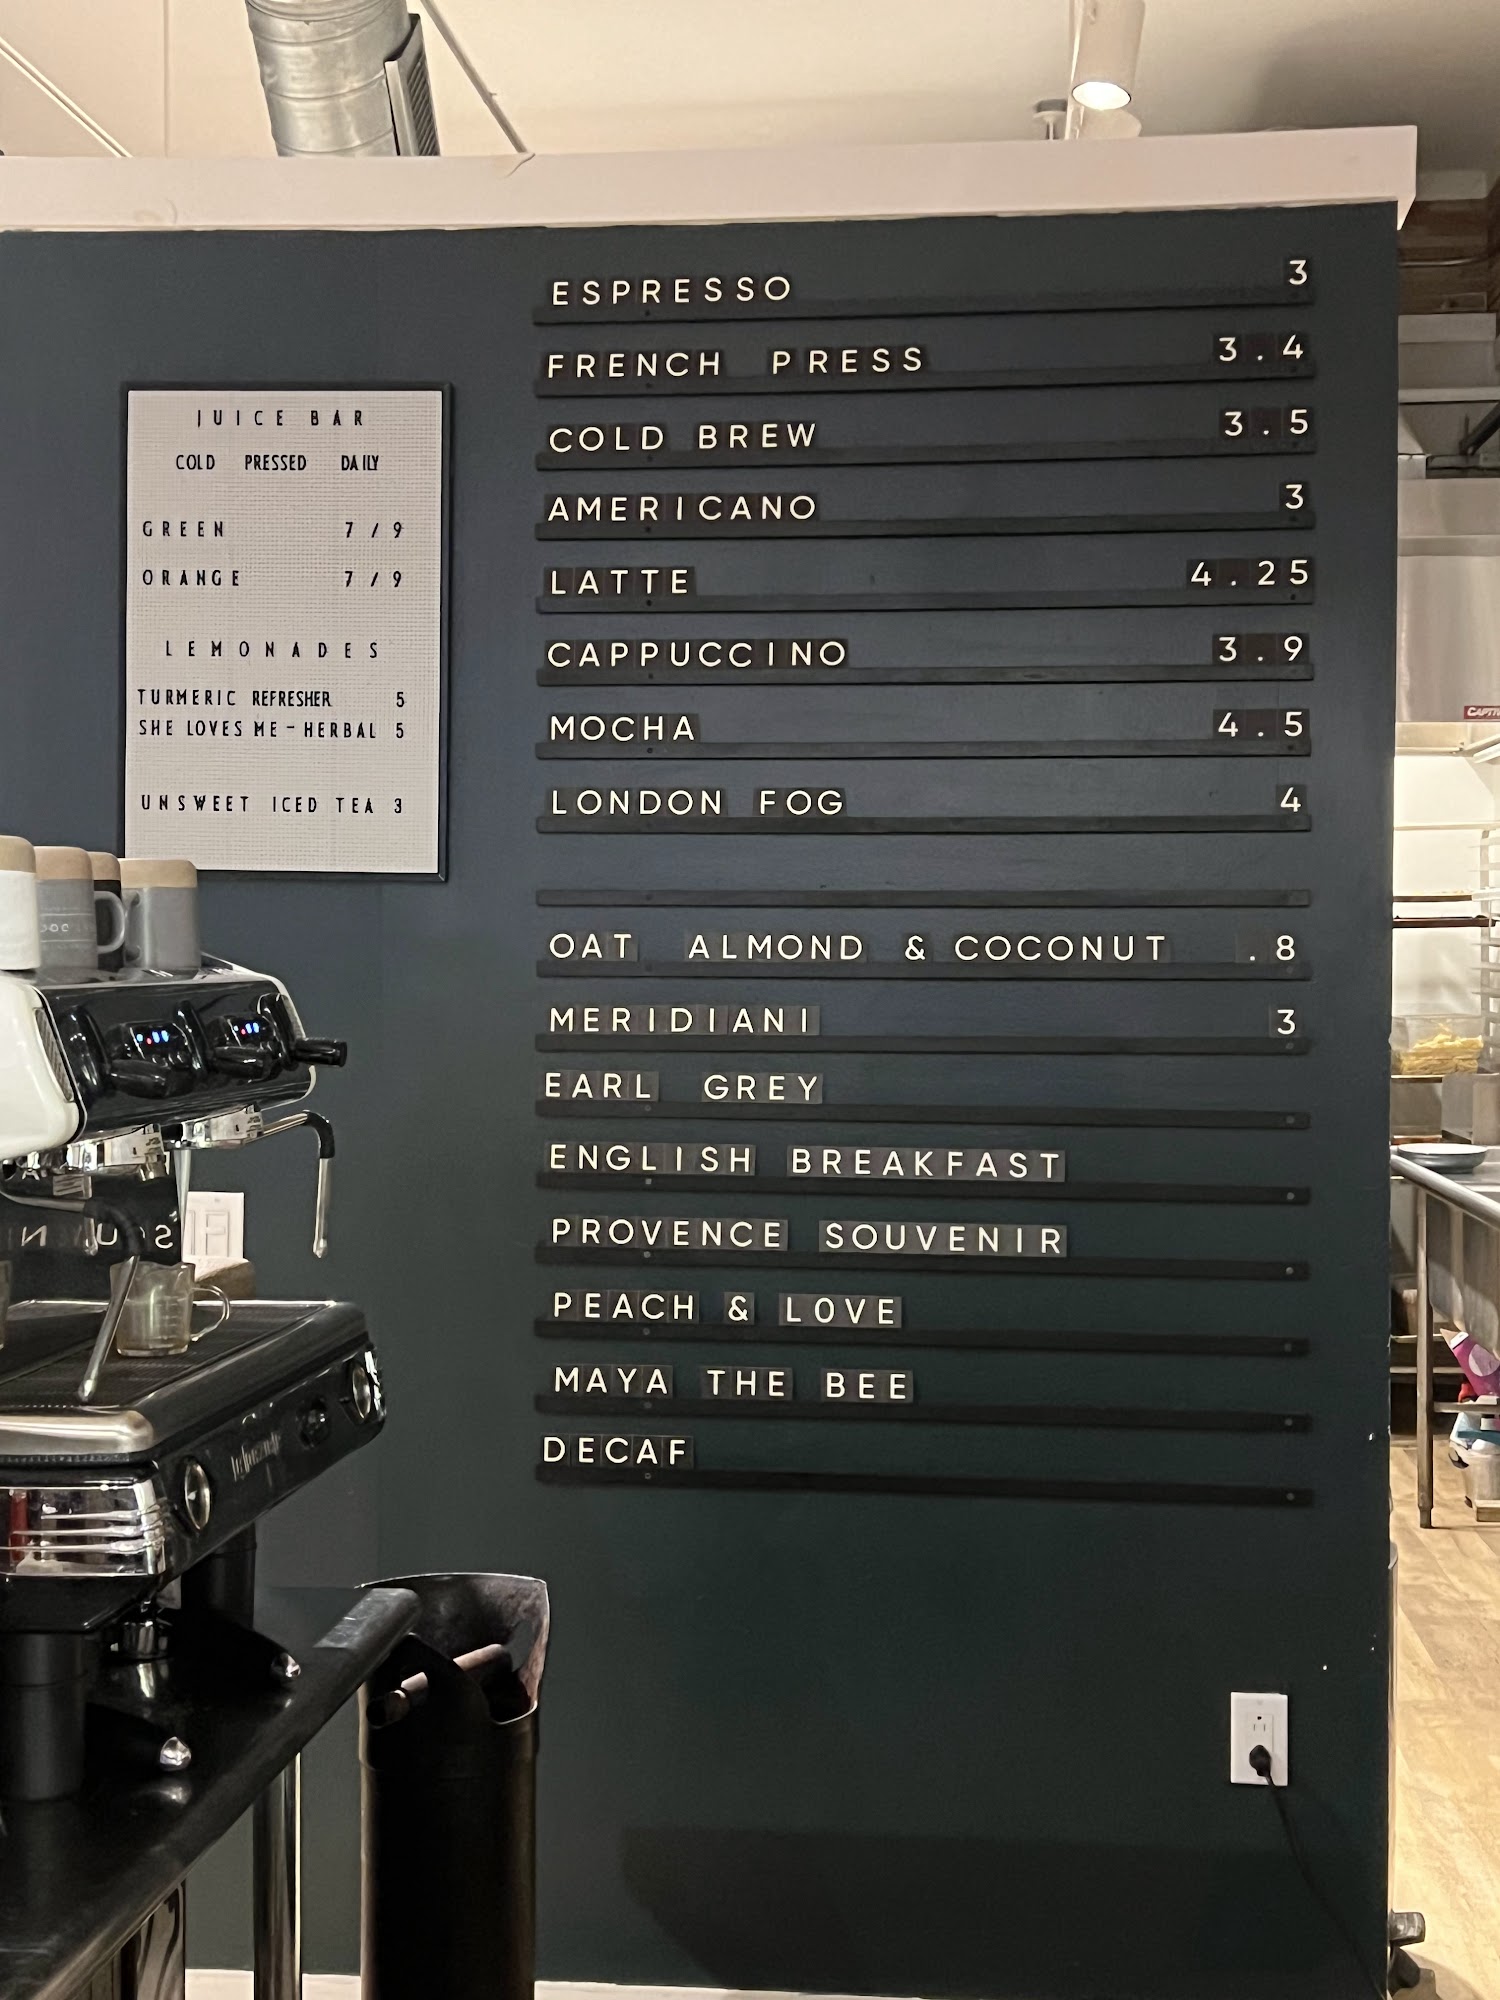 JUICE BAR
COLD PRESSED DAILY
GREEN 7/9
ORANGE 7/9
LEMONADES
TURMERIC REFRESHER 5
SHE LOVES ME-HERBAL 5
UNSWEET ICED TEA 3
ESPRESSO 3
FRENCH PRESS 3.4
COLD BREW 3.5
AMERICANO 3
LATTE 4.25
CAPPUCCINO 3.9
MOCHA 4.5
LONDON FOG 4
OAT ALMOND & COCONUT .8
MERIDIANI 3
EARL GREY
ENGLISH BREAKFAST
PROVENCE SOUVENIR
PEACH & LOVE
MAYA THE BEE
DECAF